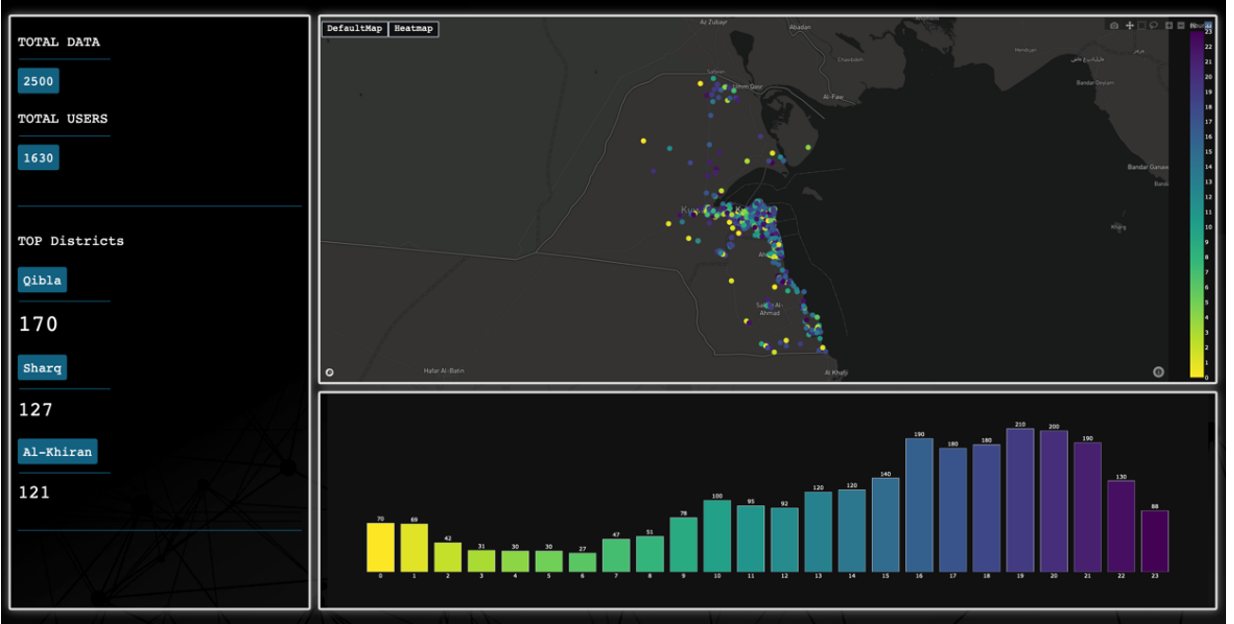 TOTAL DATA
2500
TOTAL USERS
1630
TOP Districts
Qibla
170
Sharq
127
Al-Khiran
121
DefaultMap Heatmap
Az Zubayr
Abadan
Hendijan
Chawibdeh
Safwan
Umm Qasr
Al-Faw
Bandar Deylam
Bandar Ganaveh
Kharg
Sabah Al-
Ahmad
Hafar Al-Batin
Al Khafji
23
22
21
20
19
18
17
16
15
14
13
12
11
10
9
8
7
6
5
4
3
2
1
0
70 69 42 31 30 30 27 47 51 78 100 95 92 120 120 140 190 180 180 210 200 190 130 88
0 1 2 3 4 5 6 7 8 9 10 11 12 13 14 15 16 17 18 19 20 21 22 23